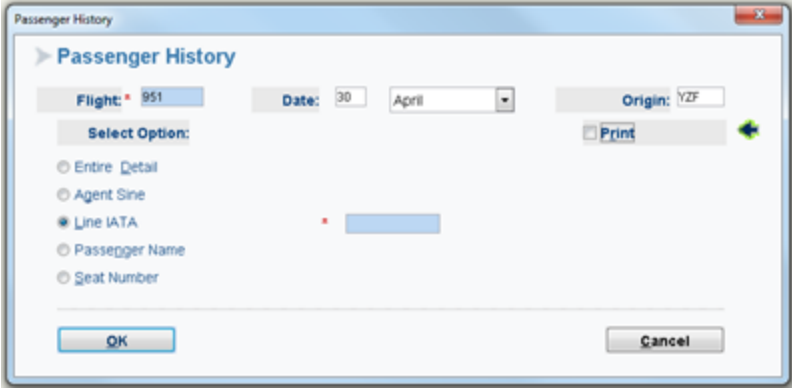 Passenger History
Passenger History
Flight: * 951 Date: 30 April Origin: YZF
Select Option: Print
Entire Detail
Agent Sine
Line IATA *
Passenger Name
Seat Number
OK Cancel